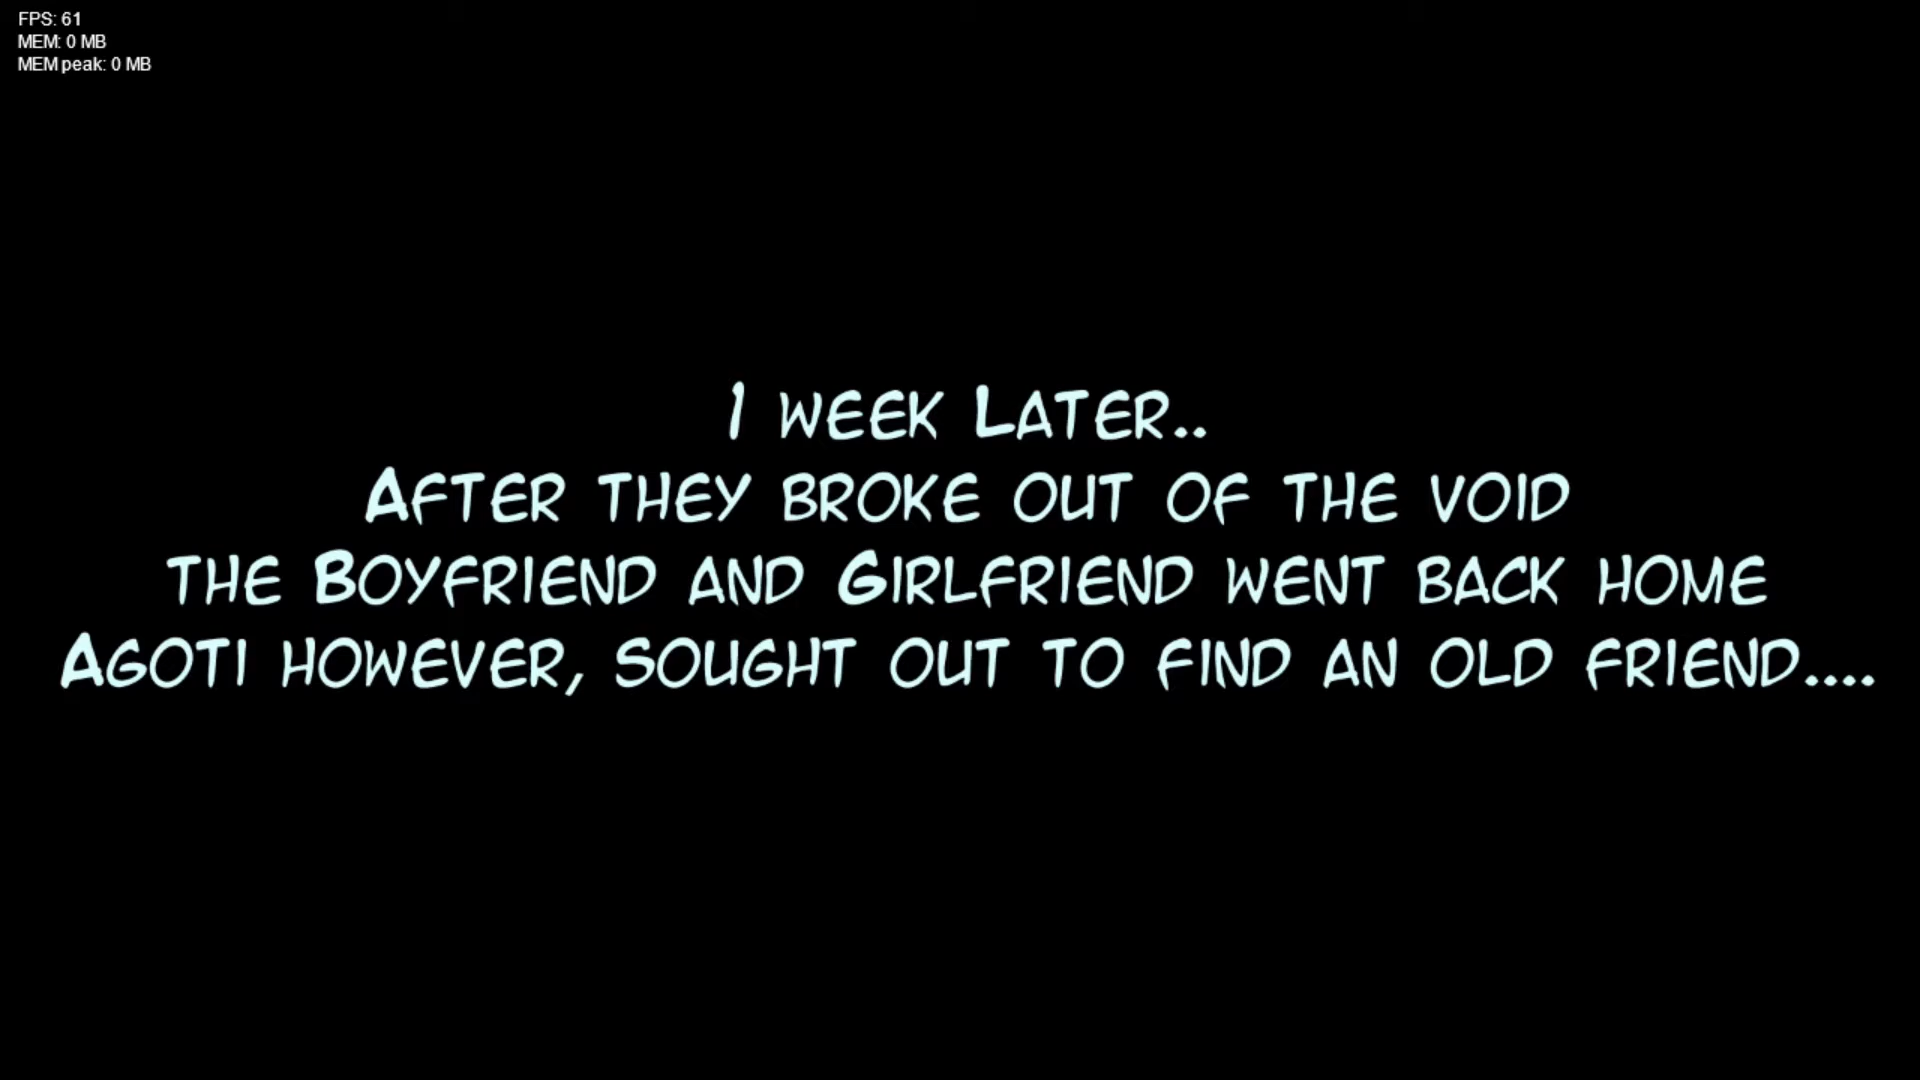 FPS: 61
MEM: 0 MB
MEM peak: 0 MB
1 week Later..
After they broke out of the void
the Boyfriend and Girlfriend went back home
Agoti however, sought out to find an old friend....